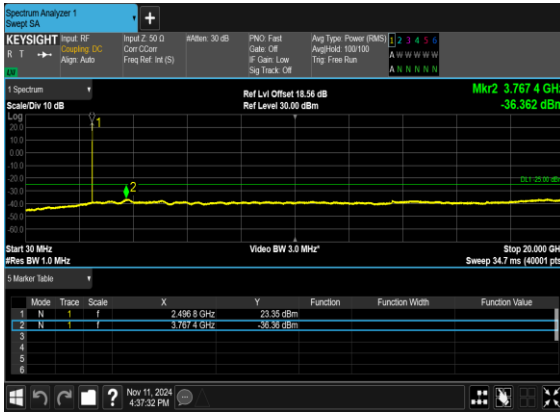 Spectrum Analyzer 1
Swept SA
+
KEYSIGHT Input: RF Input Z: 50 Ω #Atten: 30 dB PNO: Fast Avg Type: Power (RMS) 1 2 3 4 5 6
R T Coupling: DC Corr CCorr Gate: Off Avg|Hold: 100/100 A W W W W W
Align: Auto Freq Ref: Int (S) IF Gain: Low Trig: Free Run
Sig Track: Off A N N N N N
1 Spectrum Ref Lvl Offset 18.56 dB Mkr2 3.767 4 GHz
Scale/Div 10 dB Ref Level 30.00 dBm -36.362 dBm
Log
1
20.0
10.0
0.00
-10.0
-20.0
DL1 -25.00 dBm
2
-30.0
-40.0
-50.0
-60.0
Start 30 MHz Video BW 3.0 MHz* Stop 20.000 GHz
#Res BW 1.0 MHz Sweep 34.7 ms (40001 pts)
5 Marker Table
Mode Trace Scale X Y Function Function Width Function Value
1 N 1 f 2.496 8 GHz 23.35 dBm
2 N 1 f 3.767 4 GHz -36.36 dBm
3
4
5
6
? Nov 11, 2024
4:37:32 PM